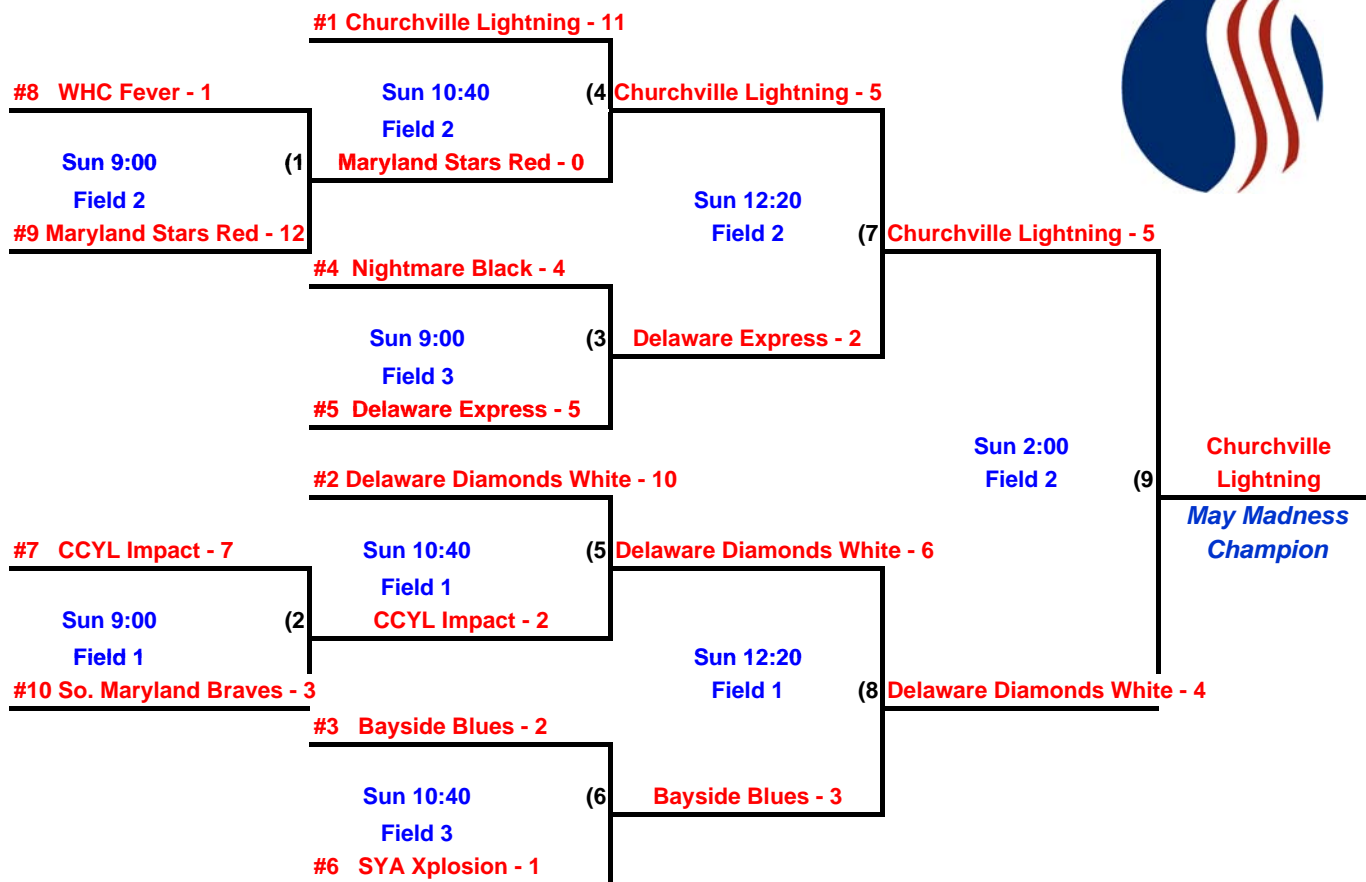 #1 Churchville Lightning - 11
#8 WHC Fever - 1
Sun 10:40
(4
Churchville Lightning - 5
Field 2
Sun 9:00
(1
Maryland Stars Red - 0
Field 2
Sun 12:20
#9 Maryland Stars Red - 12
Field 2
(7
Churchville Lightning - 5
#4 Nightmare Black - 4
Sun 9:00
(3
Delaware Express - 2
Field 3
#5 Delaware Express - 5
Sun 2:00
Churchville
#2 Delaware Diamonds White - 10
Field 2
(9
Lightning
May Madness
#7 CCYL Impact - 7
Sun 10:40
(5
Delaware Diamonds White - 6
Champion
Field 1
Sun 9:00
(2
CCYL Impact - 2
Field 1
Sun 12:20
#10 So. Maryland Braves - 3
Field 1
(8
Delaware Diamonds White - 4
#3 Bayside Blues - 2
Sun 10:40
(6
Bayside Blues - 3
Field 3
#6 SYA Xplosion - 1